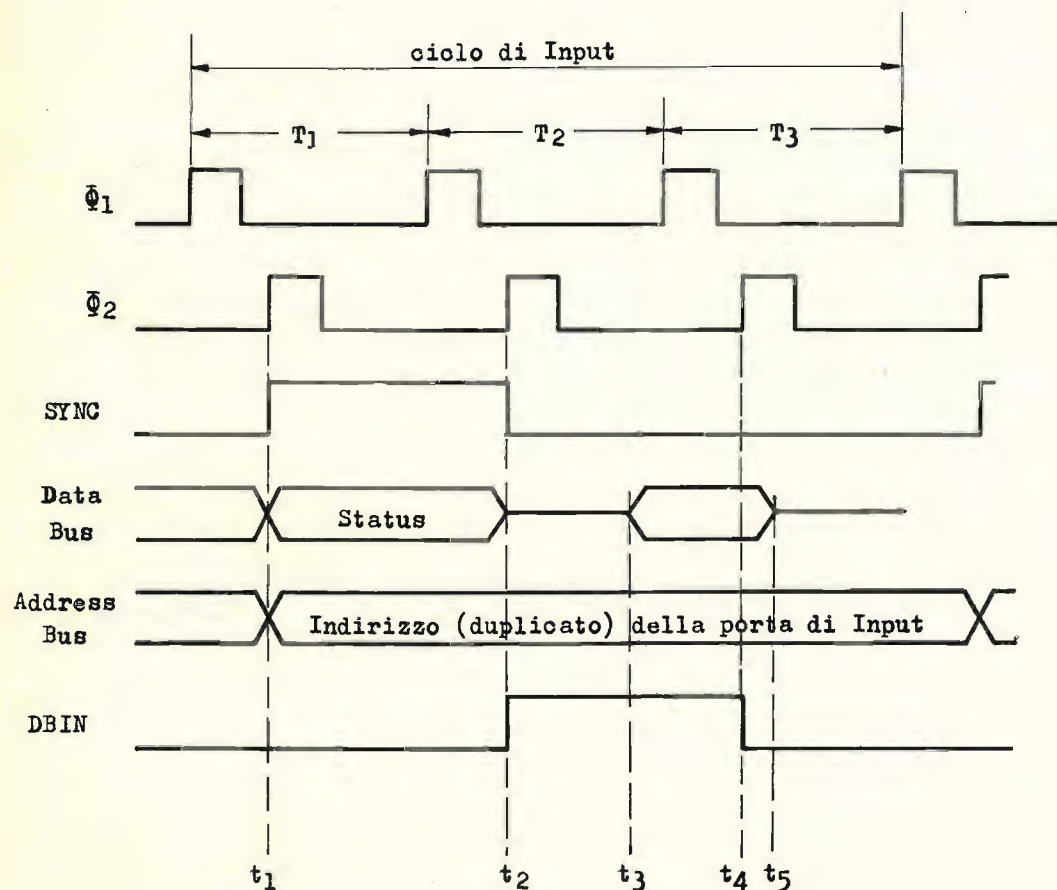 ciclo di Input
T1 T2 T3
Φ1
Φ2
SYNC
Data
Bus
Status
Address
Bus
Indirizzo (duplicato) della porta di Input
DBIN
t1 t2 t3 t4 t5